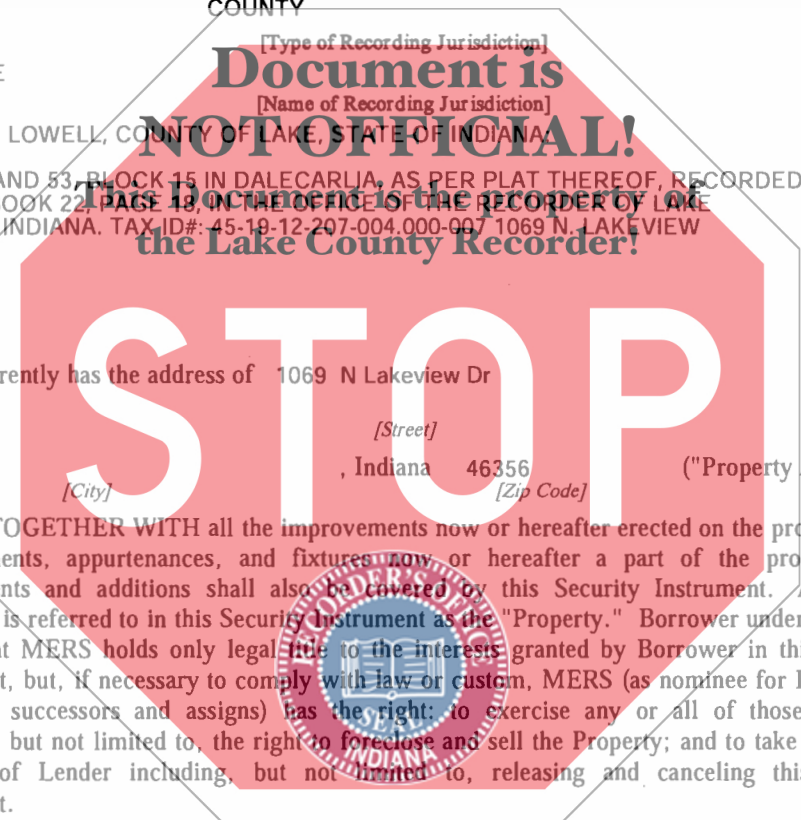 COUNTY
[Type of Recording Jurisdiction]
Document is
[Name of Recording Jurisdiction]
NOT OFFICIAL!
LOWELL, COUNTY OF LAKE, STATE OF INDIANA:
AND 53, BLOCK 15 IN DALECARLIA, AS PER PLAT THEREOF, RECORDED
This Document is the property of
OOK 22, PAGE 18, IN THE OFFICE OF THE RECORDER OF LAKE
INDIANA. TAX ID#: 45-19-12-207-004.000-007 1069 N. LAKEVIEW
the Lake County Recorder!
STOP
rently has the address of 1069 N Lakeview Dr
[Street]
, Indiana 46356 ("Property
[City] [Zip Code]
TOGETHER WITH all the improvements now or hereafter erected on the pro
ents, appurtenances, and fixtures now or hereafter a part of the pro
nts and additions shall also be covered by this Security Instrument.
is referred to in this Security Instrument as the "Property." Borrower under
t MERS holds only legal title to the interests granted by Borrower in thi
t, but, if necessary to comply with law or custom, MERS (as nominee for
successors and assigns) has the right: to exercise any or all of those
but not limited to, the right to foreclose and sell the Property; and to take
of Lender including, but not limited to, releasing and canceling thi
t.
RECORDER'S OFFICE
SEAL
INDIANA